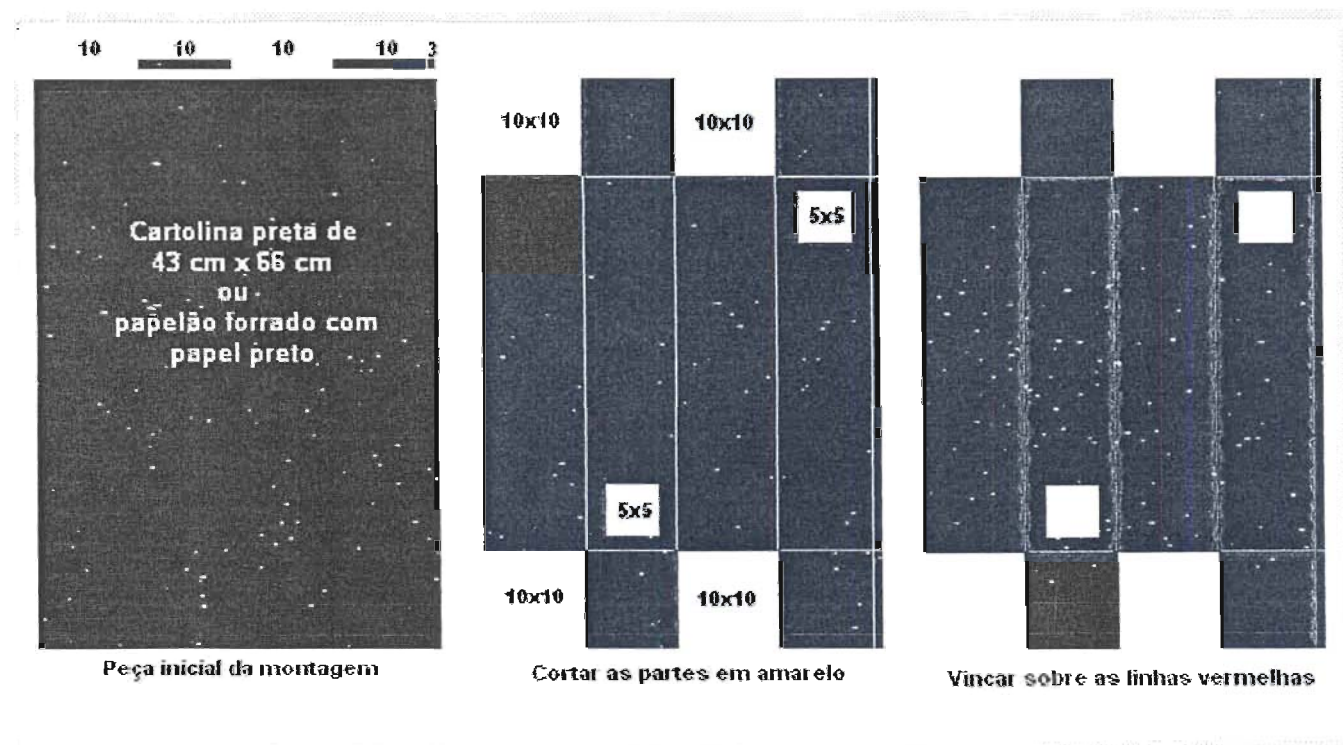 10 10 10 10 3
Cartolina preta de
43 cm x 66 cm
ou
papelão forrado com
papel preto
Peça inicial da montagem
10x10 10x10
5x5
5x5
10x10 10x10
Cortar as partes em amarelo
Vincar sobre as linhas vermelhas